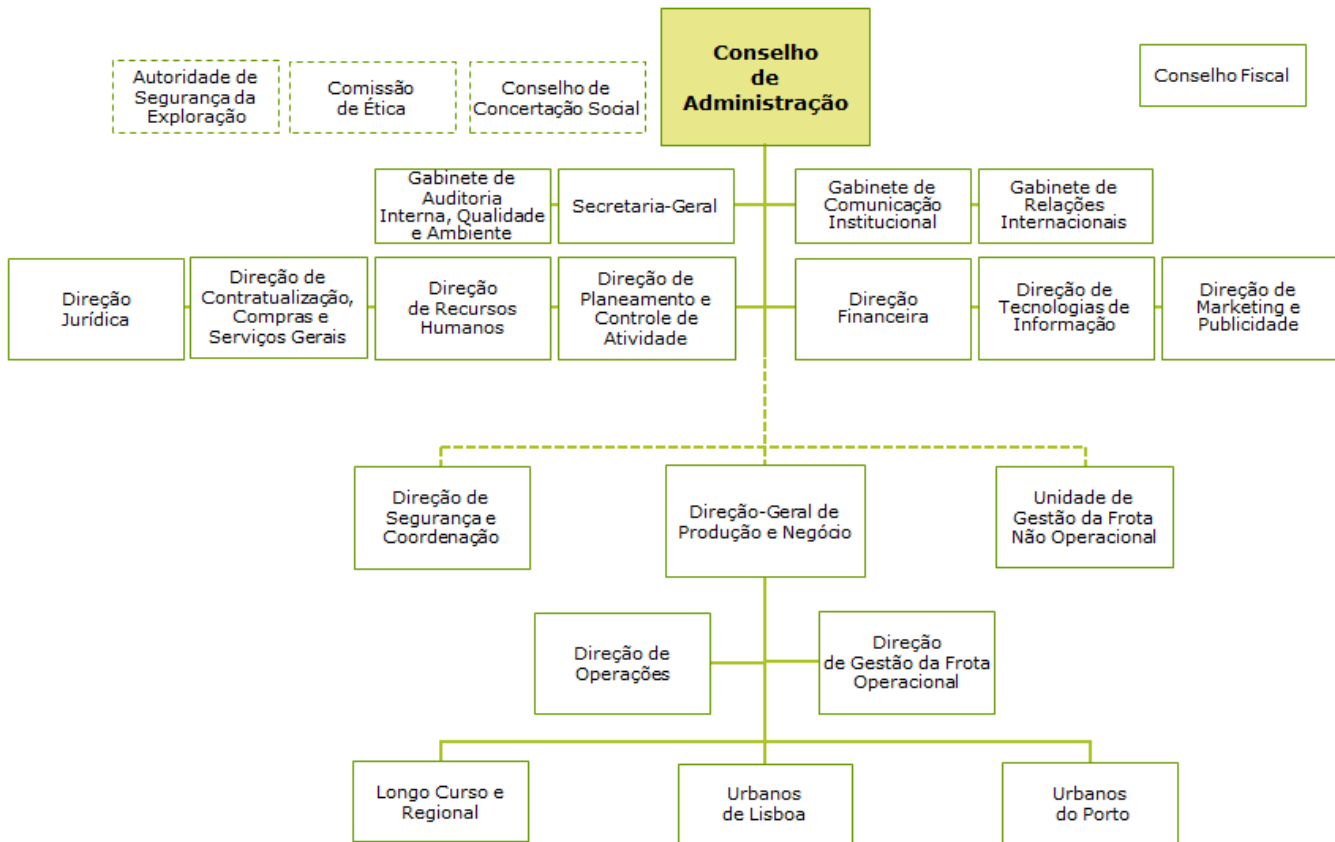 Conselho
de
Administração
Autoridade de
Segurança da
Exploração
Comissão
de Ética
Conselho de
Concertação Social
Conselho Fiscal
Gabinete de
Auditoria
Interna, Qualidade
e Ambiente
Secretaria-Geral
Gabinete de
Comunicação
Institucional
Gabinete de
Relações
Internacionais
Direção
Jurídica
Direção de
Contratualização,
Compras e
Serviços Gerais
Direção
de Recursos
Humanos
Direção de
Planeamento e
Controle de
Atividade
Direção
Financeira
Direção de
Tecnologias de
Informação
Direção de
Marketing e
Publicidade
Direção de
Segurança e
Coordenação
Direção-Geral de
Produção e Negócio
Unidade de
Gestão da Frota
Não Operacional
Direção de
Operações
Direção
de Gestão da Frota
Operacional
Longo Curso e
Regional
Urbanos
de Lisboa
Urbanos
do Porto